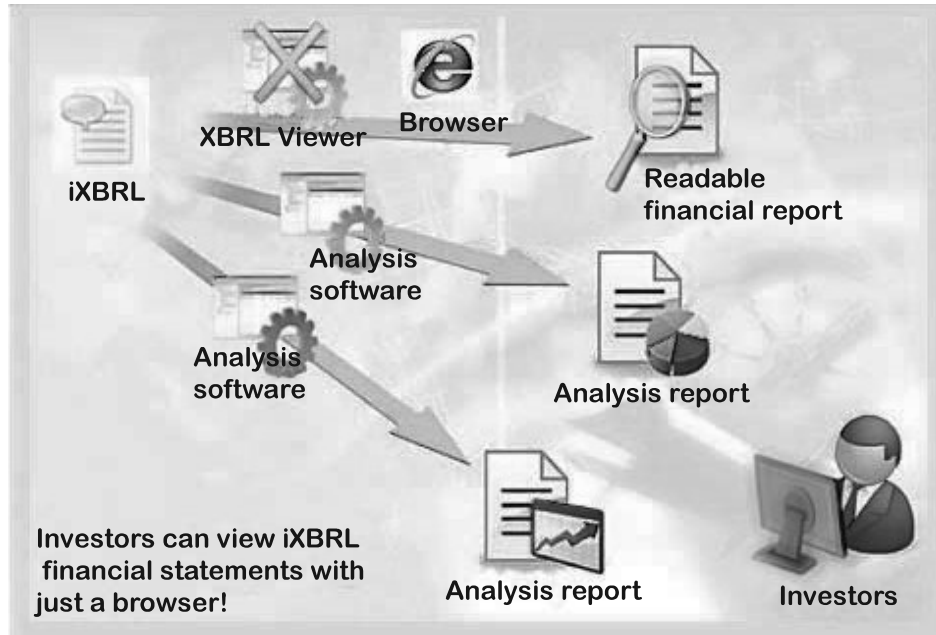 XBRL Viewer
Browser
iXBRL
Readable
financial report
Analysis
software
Analysis
software
Analysis report
Analysis report
Investors
Investors can view iXBRL
financial statements with
just a browser!